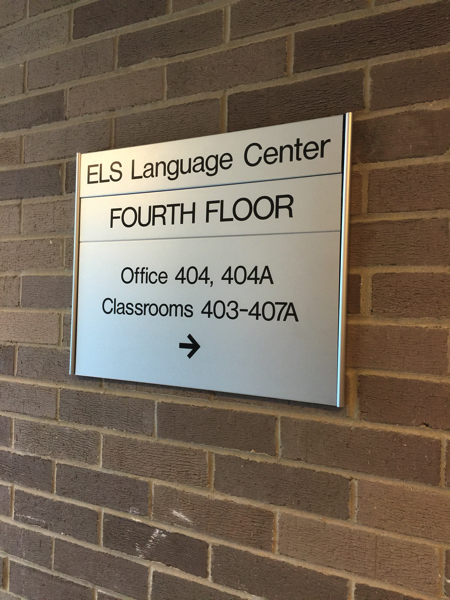 ELS Language Center
FOURTH FLOOR
Office 404, 404A
Classrooms 403-407A
→